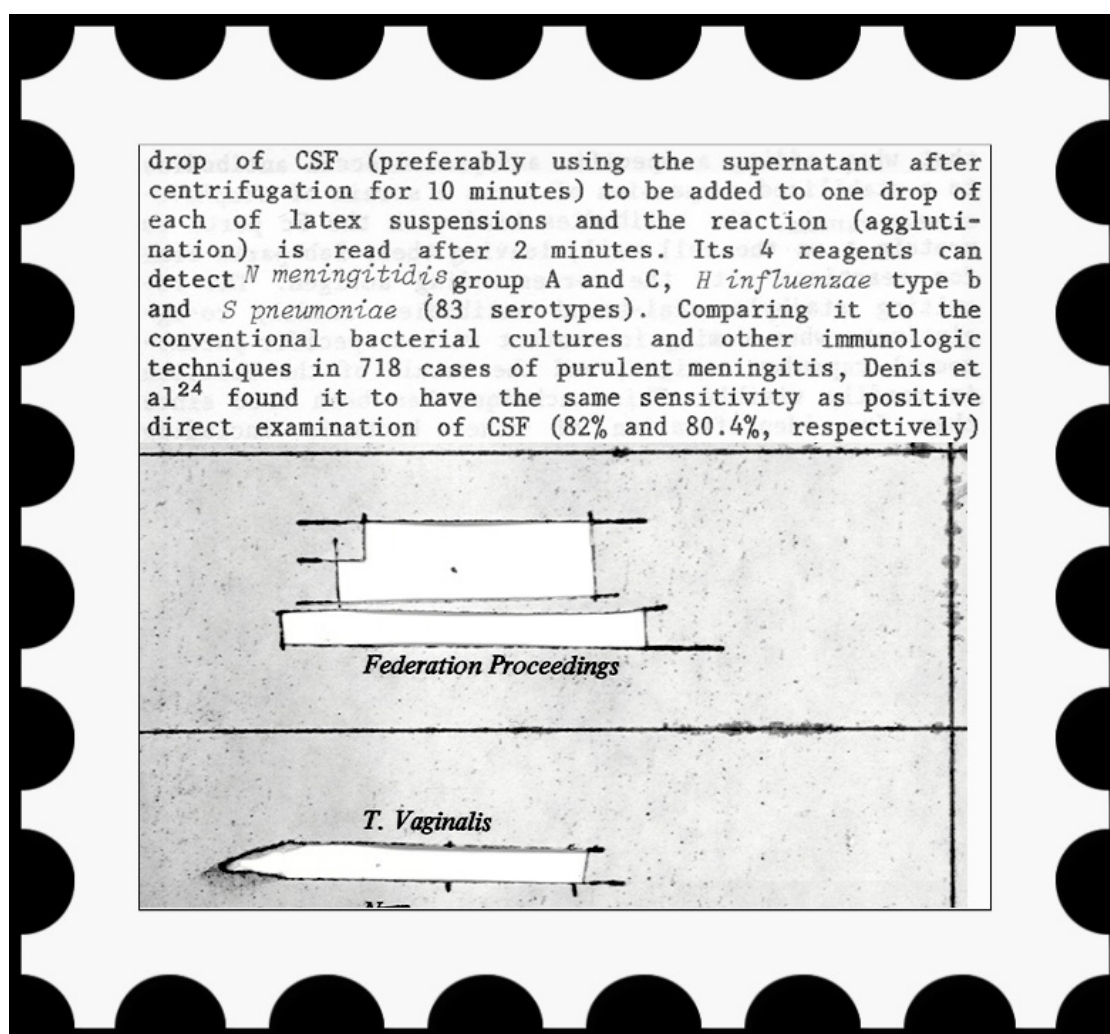 drop of CSF (preferably using the supernatant after
centrifugation for 10 minutes) to be added to one drop of
each of latex suspensions and the reaction (aggluti-
nation) is read after 2 minutes. Its 4 reagents can
detect N meningitidis group A and C, H influenzae type b
and S pneumoniae (83 serotypes). Comparing it to the
conventional bacterial cultures and other immunologic
techniques in 718 cases of purulent meningitis, Denis et
al24 found it to have the same sensitivity as positive
direct examination of CSF (82% and 80.4%, respectively)
Federation Proceedings
T. Vaginalis